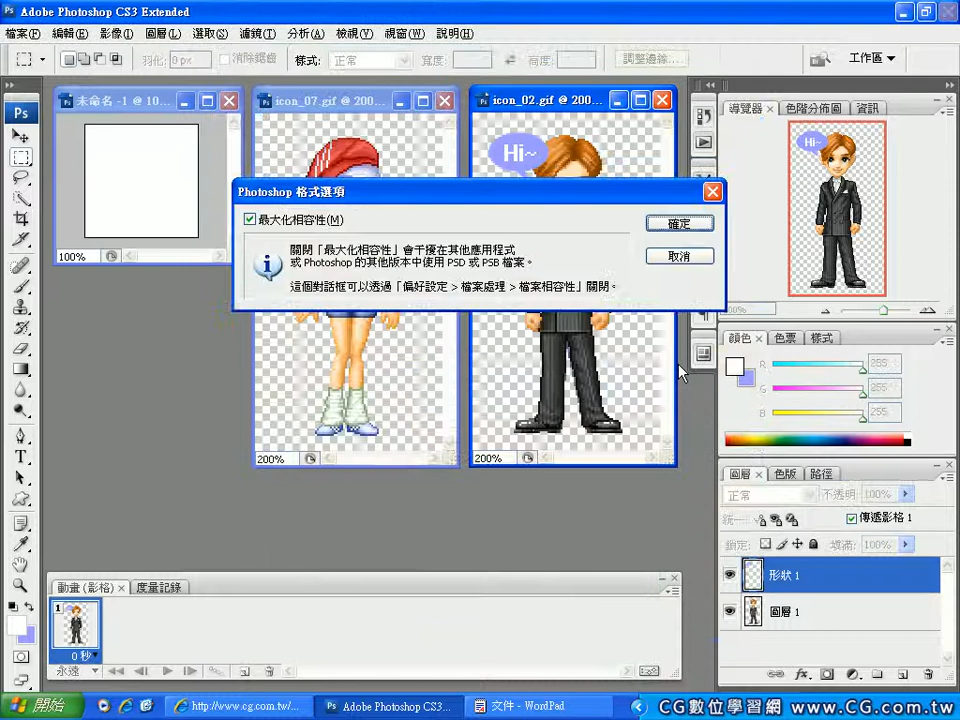 Adobe Photoshop CS3 Extended
檔案(F) 編輯(E) 影像(I) 圖層(L) 選取(S) 濾鏡(T) 分析(A) 檢視(V) 視窗(W) 說明(H)
羽化: 0 px 消除鋸齒 樣式: 正常 寬度: 高度: 調整邊緣... 工作區
未命名 -1 @ 10...
icon_07.gif @ 200...
icon_02.gif @ 200...
Hi~
100%
Photoshop 格式選項
最大化相容性(M)
關閉「最大化相容性」會干擾在其他應用程式
或 Photoshop 的其他版本中使用 PSD 或 PSB 檔案。
這個對話框可以透過「偏好設定 > 檔案處理 > 檔案相容性」關閉。
確定
取消
200%
200%
導覽器 色階分佈圖 資訊
Hi~
顏色 色票 樣式
R 255
G 255
B 255
圖層 色版 路徑
正常 不透明 100%
統一 傳遞影格 1
鎖定: 填滿: 100%
形狀 1
圖層 1
動畫 (影格) 度量記錄
1
0 秒
永遠
開始 http://www.cg.com.tw/... Adobe Photoshop CS3... 文件 - WordPad CG數位學習網 www.CG.com.tw